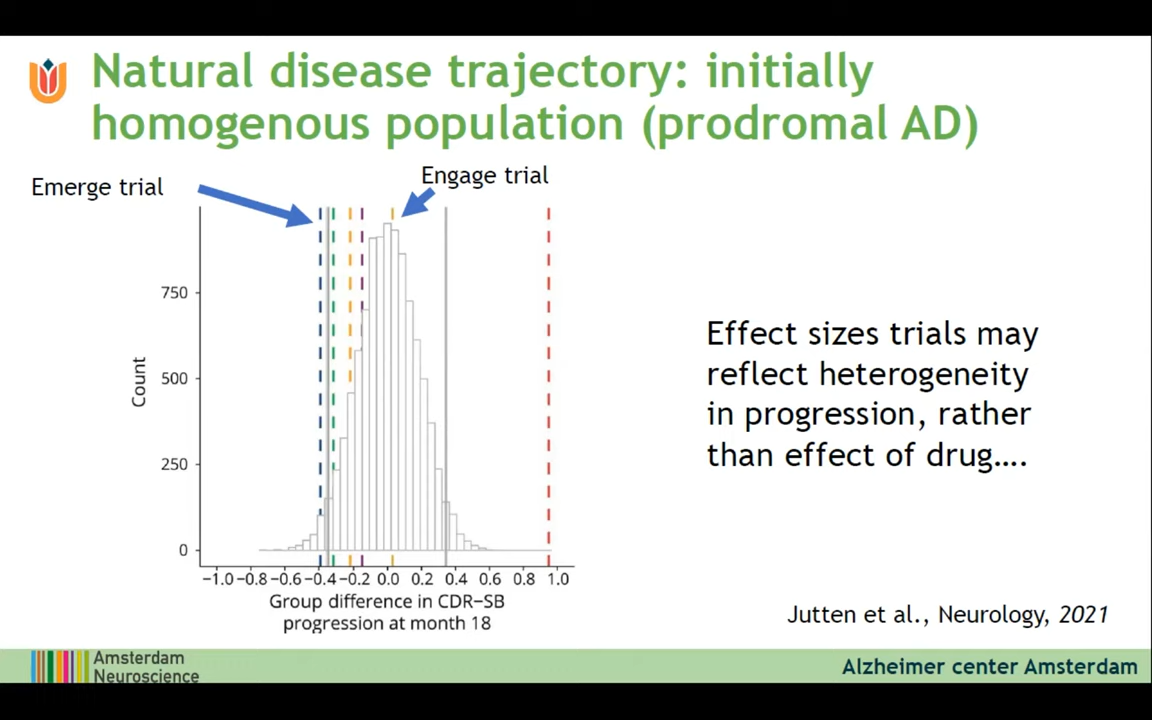 Natural disease trajectory: initially
homogenous population (prodromal AD)
Emerge trial
Engage trial
750
500
250
0
Count
−1.0 −0.8 −0.6 −0.4 −0.2 0.0 0.2 0.4 0.6 0.8 1.0
Group difference in CDR−SB
progression at month 18
Effect sizes trials may
reflect heterogeneity
in progression, rather
than effect of drug....
Jutten et al., Neurology, 2021
Amsterdam
Neuroscience
Alzheimer center Amsterdam